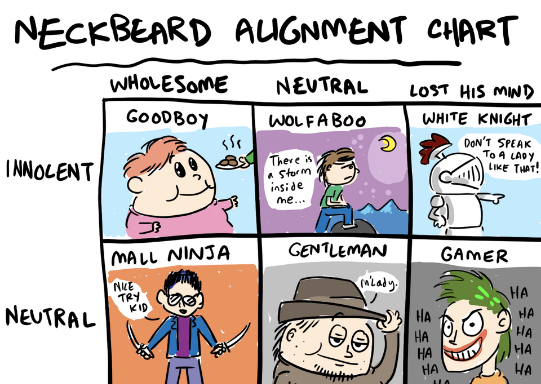 NECKBEARD ALIGNMENT CHART
WHOLESOME NEUTRAL LOST HIS MIND
INNOCENT
GOODBOY
WOLFABOO
There is
a storm
inside
me...
WHITE KNIGHT
DON'T SPEAK
TO A LADY
LIKE THAT!
NEUTRAL
MALL NINJA
NICE
TRY
KID
GENTLEMAN
m'lady.
GAMER
HA
HA
HA
HA
HA
HA
HA
HA
HA